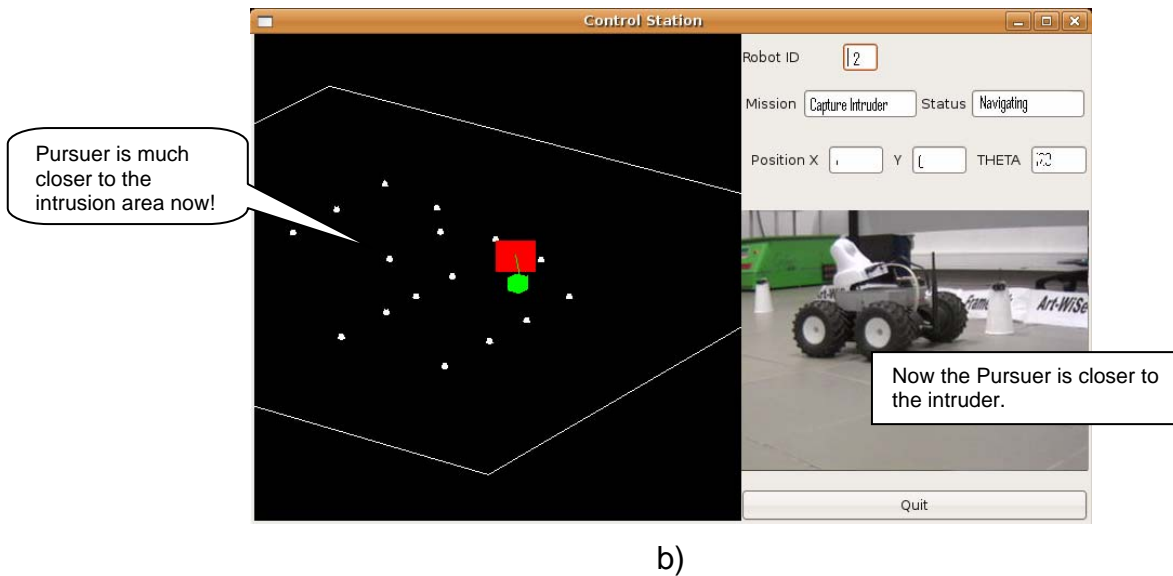 Control Station
Robot ID 2
Mission Capture Intruder Status Navigating
Position X Y THETA
Pursuer is much
closer to the
intrusion area now!
Art-WiSe
Now the Pursuer is closer to
the intruder.
Quit
b)